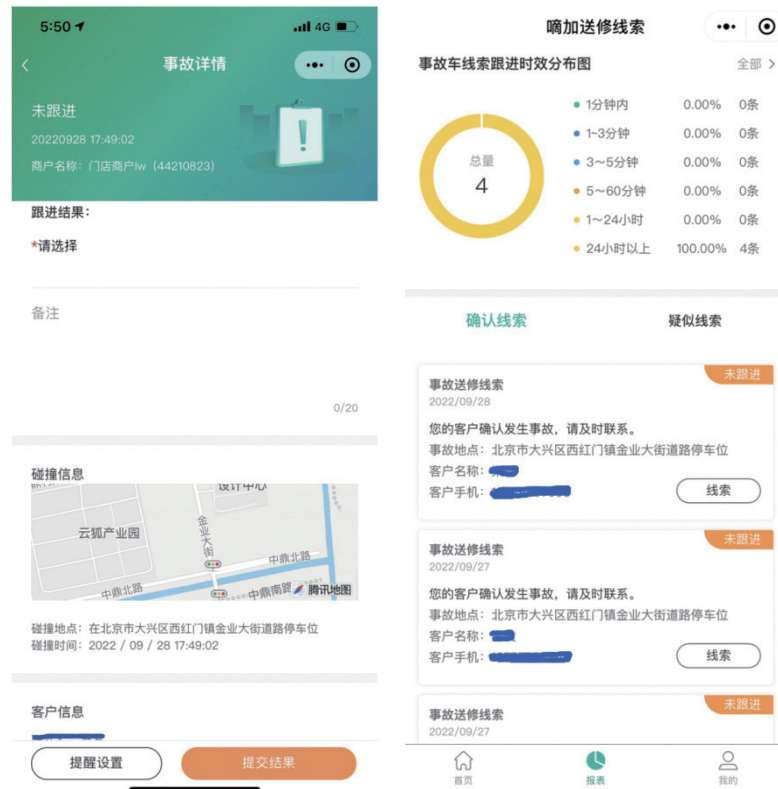 5:50
4G
事故详情
未跟进
20220928 17:49:02
商户名称：门店商户lw（44210823）
跟进结果：
*请选择
备注
0/20
碰撞信息
设计中心
云狐产业园
金业大街
中鼎北路
中鼎北路
中鼎南路
腾讯地图
碰撞地点：在北京市大兴区西红门镇金业大街道路停车位
碰撞时间：2022 / 09 / 28 17:49:02
客户信息
提醒设置
提交结果
嘀加送修线索
事故车线索跟进时效分布图
全部 >
总量
4
1分钟内 0.00% 0条
1~3分钟 0.00% 0条
3~5分钟 0.00% 0条
5~60分钟 0.00% 0条
1~24小时 0.00% 0条
24小时以上 100.00% 4条
确认线索
疑似线索
未跟进
事故送修线索
2022/09/28
您的客户确认发生事故，请及时联系。
事故地点：北京市大兴区西红门镇金业大街道路停车位
客户名称：
客户手机：
线索
未跟进
事故送修线索
2022/09/27
您的客户确认发生事故，请及时联系。
事故地点：北京市大兴区西红门镇金业大街道路停车位
客户名称：
客户手机：
线索
未跟进
事故送修线索
2022/09/27
首页
报表
我的